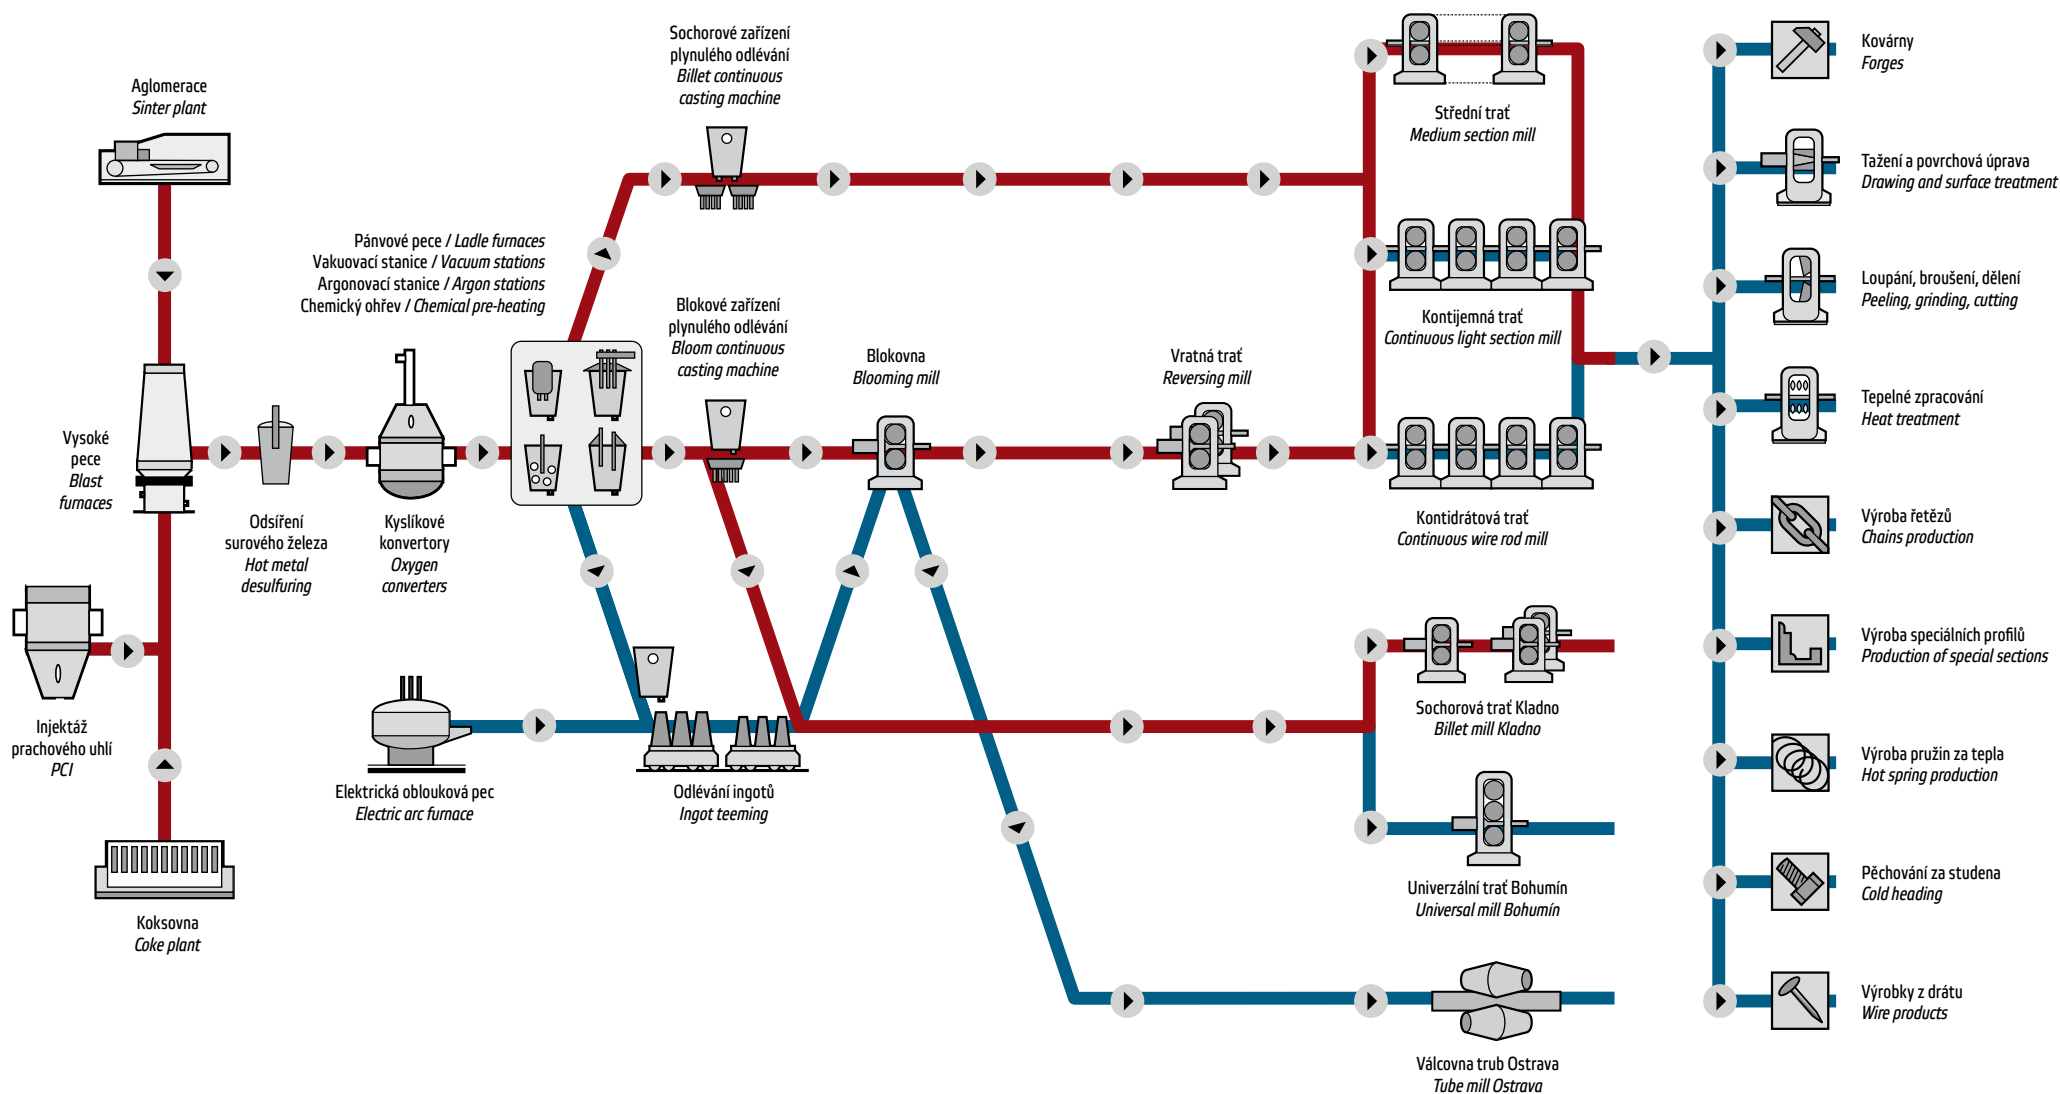 Aglomerace
Sinter plant
Vysoké
pece
Blast
furnaces
Injektáž
prachového uhlí
PCI
Koksovna
Coke plant
Odsíření
surového železa
Hot metal
desulfuring
Kyslíkové
konvertory
Oxygen
converters
Pánvové pece / Ladle furnaces
Vakuovací stanice / Vacuum stations
Argonovací stanice / Argon stations
Chemický ohřev / Chemical pre-heating
Elektrická oblouková pec
Electric arc furnace
Sochorové zařízení
plynulého odlévání
Billet continuous
casting machine
Blokové zařízení
plynulého odlévání
Bloom continuous
casting machine
Odlévání ingotů
Ingot teeming
Blokovna
Blooming mill
Vratná trať
Reversing mill
Střední trať
Medium section mill
Kontijemná trať
Continuous light section mill
Kontidrátová trať
Continuous wire rod mill
Sochorová trať Kladno
Billet mill Kladno
Univerzální trať Bohumín
Universal mill Bohumín
Válcovna trub Ostrava
Tube mill Ostrava
Kovárny
Forges
Tažení a povrchová úprava
Drawing and surface treatment
Loupání, broušení, dělení
Peeling, grinding, cutting
Tepelné zpracování
Heat treatment
Výroba řetězů
Chains production
Výroba speciálních profilů
Production of special sections
Výroba pružin za tepla
Hot spring production
Pěchování za studena
Cold heading
Výrobky z drátu
Wire products